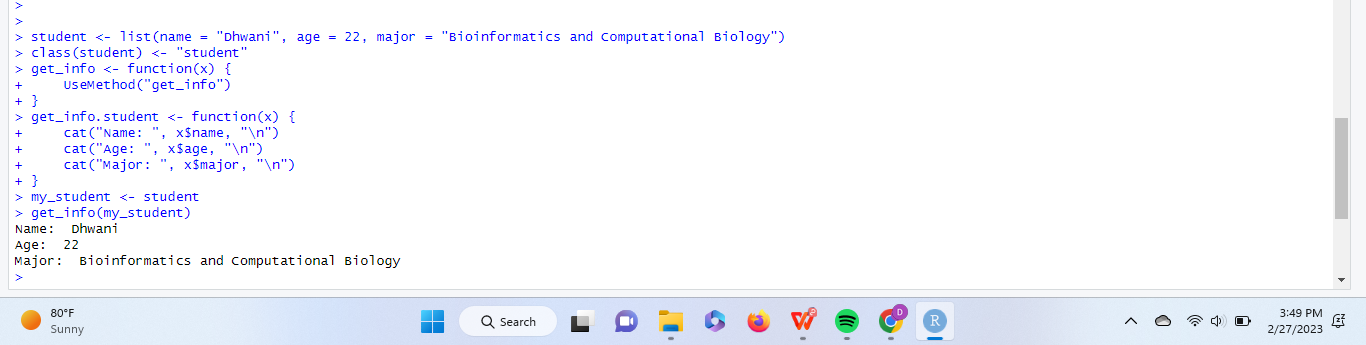 >
>
> student <- list(name = "Dhwani", age = 22, major = "Bioinformatics and Computational Biology")
> class(student) <- "student"
> get_info <- function(x) {
+     UseMethod("get_info")
+ }
> get_info.student <- function(x) {
+     cat("Name: ", x$name, "\n")
+     cat("Age: ", x$age, "\n")
+     cat("Major: ", x$major, "\n")
+ }
> my_student <- student
> get_info(my_student)
Name:  Dhwani
Age:  22
Major:  Bioinformatics and Computational Biology
>
80°F
Sunny
Search
D
R
3:49 PM
2/27/2023